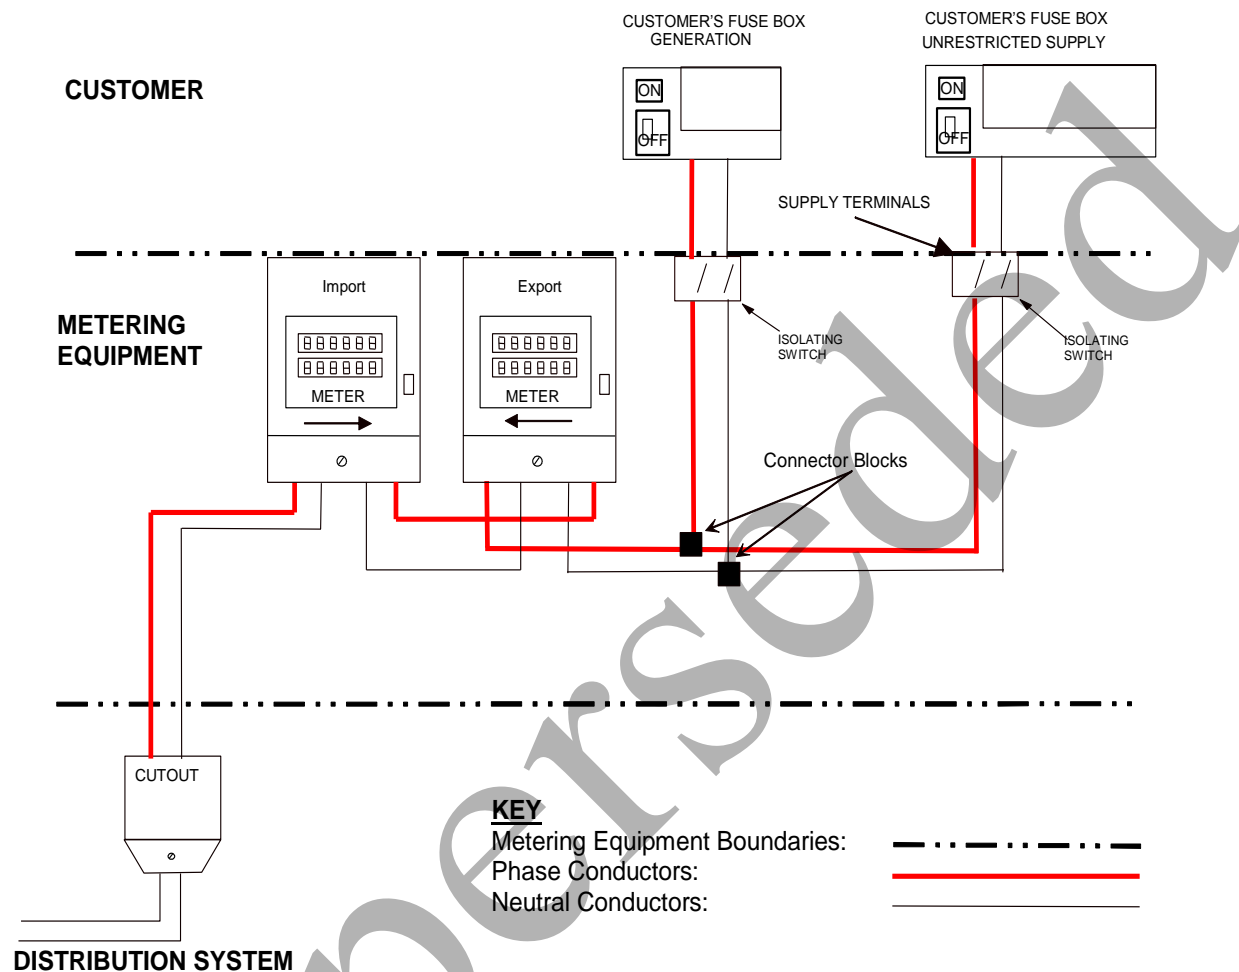 CUSTOMER'S FUSE BOX
GENERATION
CUSTOMER'S FUSE BOX
UNRESTRICTED SUPPLY
CUSTOMER
ON
OFF
ON
OFF
SUPPLY TERMINALS
Import
Export
METERING
EQUIPMENT
METER
METER
ISOLATING
SWITCH
ISOLATING
SWITCH
Connector Blocks
CUTOUT
KEY
Metering Equipment Boundaries:
Phase Conductors:
Neutral Conductors:
DISTRIBUTION SYSTEM
perseded